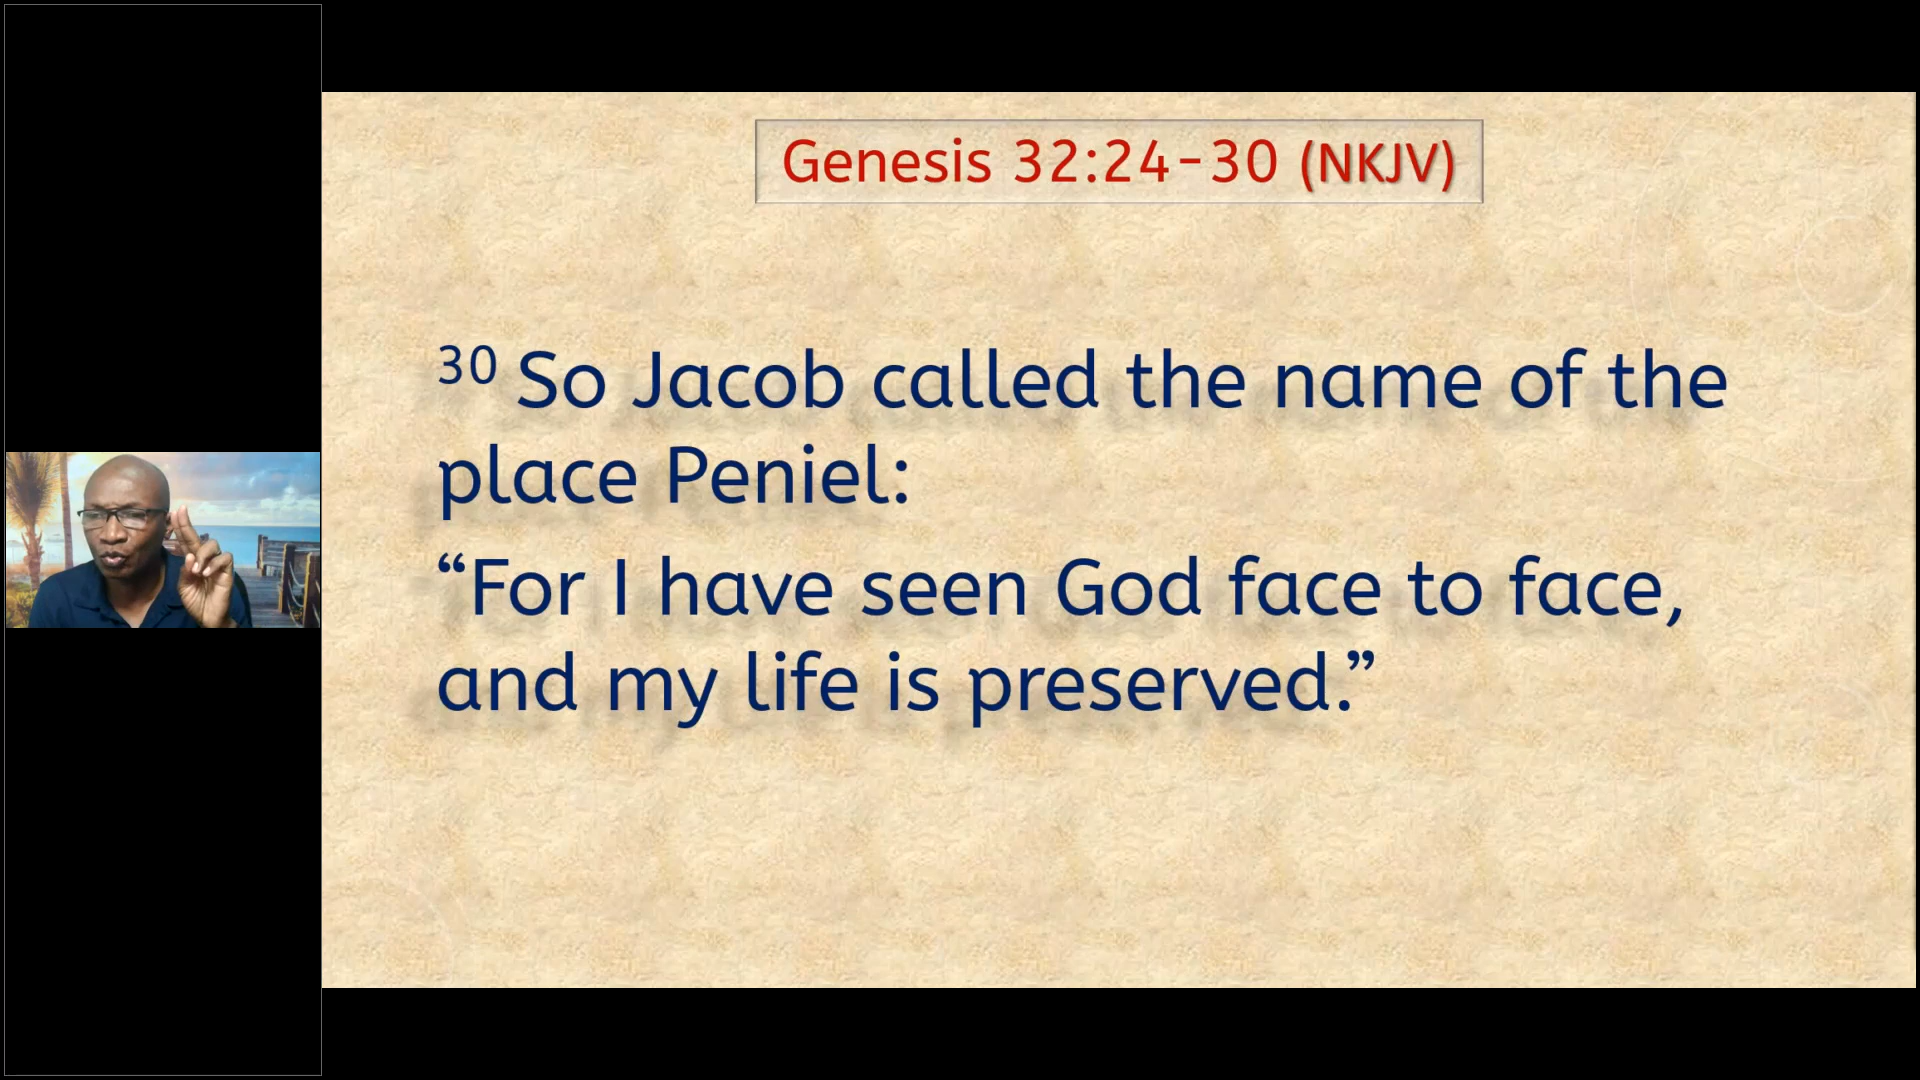 Genesis 32:24-30 (NKJV)
30 So Jacob called the name of the
place Peniel:
“For I have seen God face to face,
and my life is preserved.”